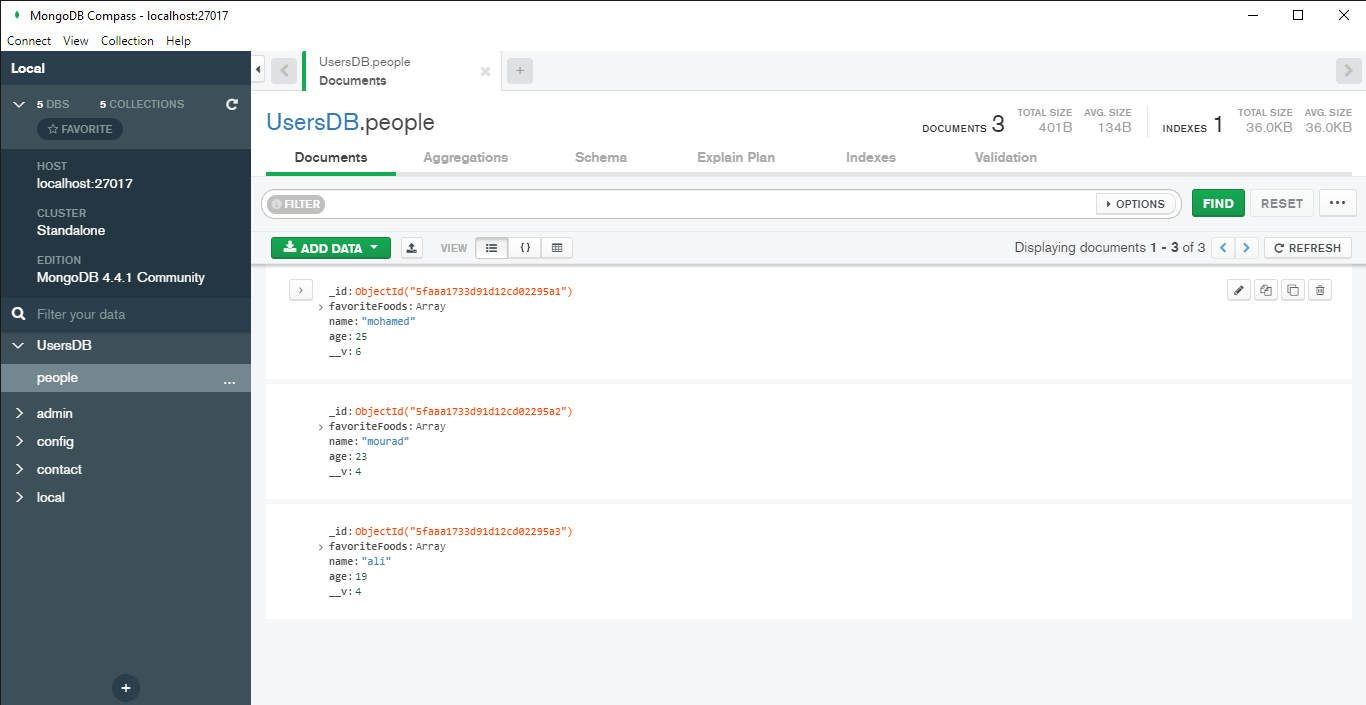 MongoDB Compass - localhost:27017
Connect View Collection Help
Local
5 DBS 5 COLLECTIONS
FAVORITE
HOST
localhost:27017
CLUSTER
Standalone
EDITION
MongoDB 4.4.1 Community
Filter your data
UsersDB
people ...
admin
config
contact
local
UsersDB.people
Documents
UsersDB.people
DOCUMENTS 3 TOTAL SIZE 401B AVG. SIZE 134B INDEXES 1 TOTAL SIZE 36.0KB AVG. SIZE 36.0KB
Documents Aggregations Schema Explain Plan Indexes Validation
FILTER OPTIONS FIND RESET ...
ADD DATA VIEW {} Displaying documents 1 - 3 of 3 < > REFRESH
_id:ObjectId("5faaa1733d91d12cd02295a1")
favoriteFoods:Array
name:"mohamed"
age:25
__v:6
_id:ObjectId("5faaa1733d91d12cd02295a2")
favoriteFoods:Array
name:"mourad"
age:23
__v:4
_id:ObjectId("5faaa1733d91d12cd02295a3")
favoriteFoods:Array
name:"ali"
age:19
__v:4